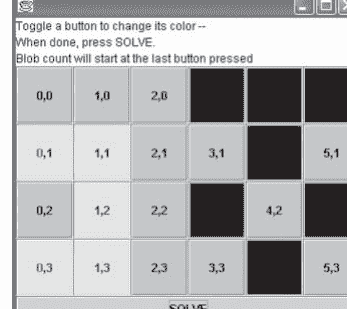 Toggle a button to change its color --
When done, press SOLVE.
Blob count will start at the last button pressed
0,0 1,0 2,0
0,1 1,1 2,1 3,1 5,1
0,2 1,2 2,2 4,2
0,3 1,3 2,3 3,3 5,3
SOLVE